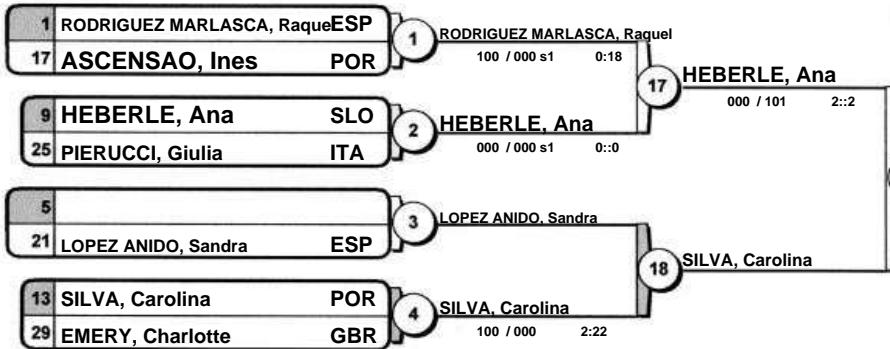 1 RODRIGUEZ MARLASCA, Raque ESP
17 ASCENSAO, Ines POR
1
RODRIGUEZ MARLASCA, Raquel
100 / 000 s1 0:18
9 HEBERLE, Ana SLO
25 PIERUCCI, Giulia ITA
2
HEBERLE, Ana
000 / 000 s1 0::0
17
HEBERLE, Ana
000 / 101 2::2
5
21 LOPEZ ANIDO, Sandra ESP
3
LOPEZ ANIDO, Sandra
13 SILVA, Carolina POR
29 EMERY, Charlotte GBR
4
SILVA, Carolina
100 / 000 2:22
18
SILVA, Carolina